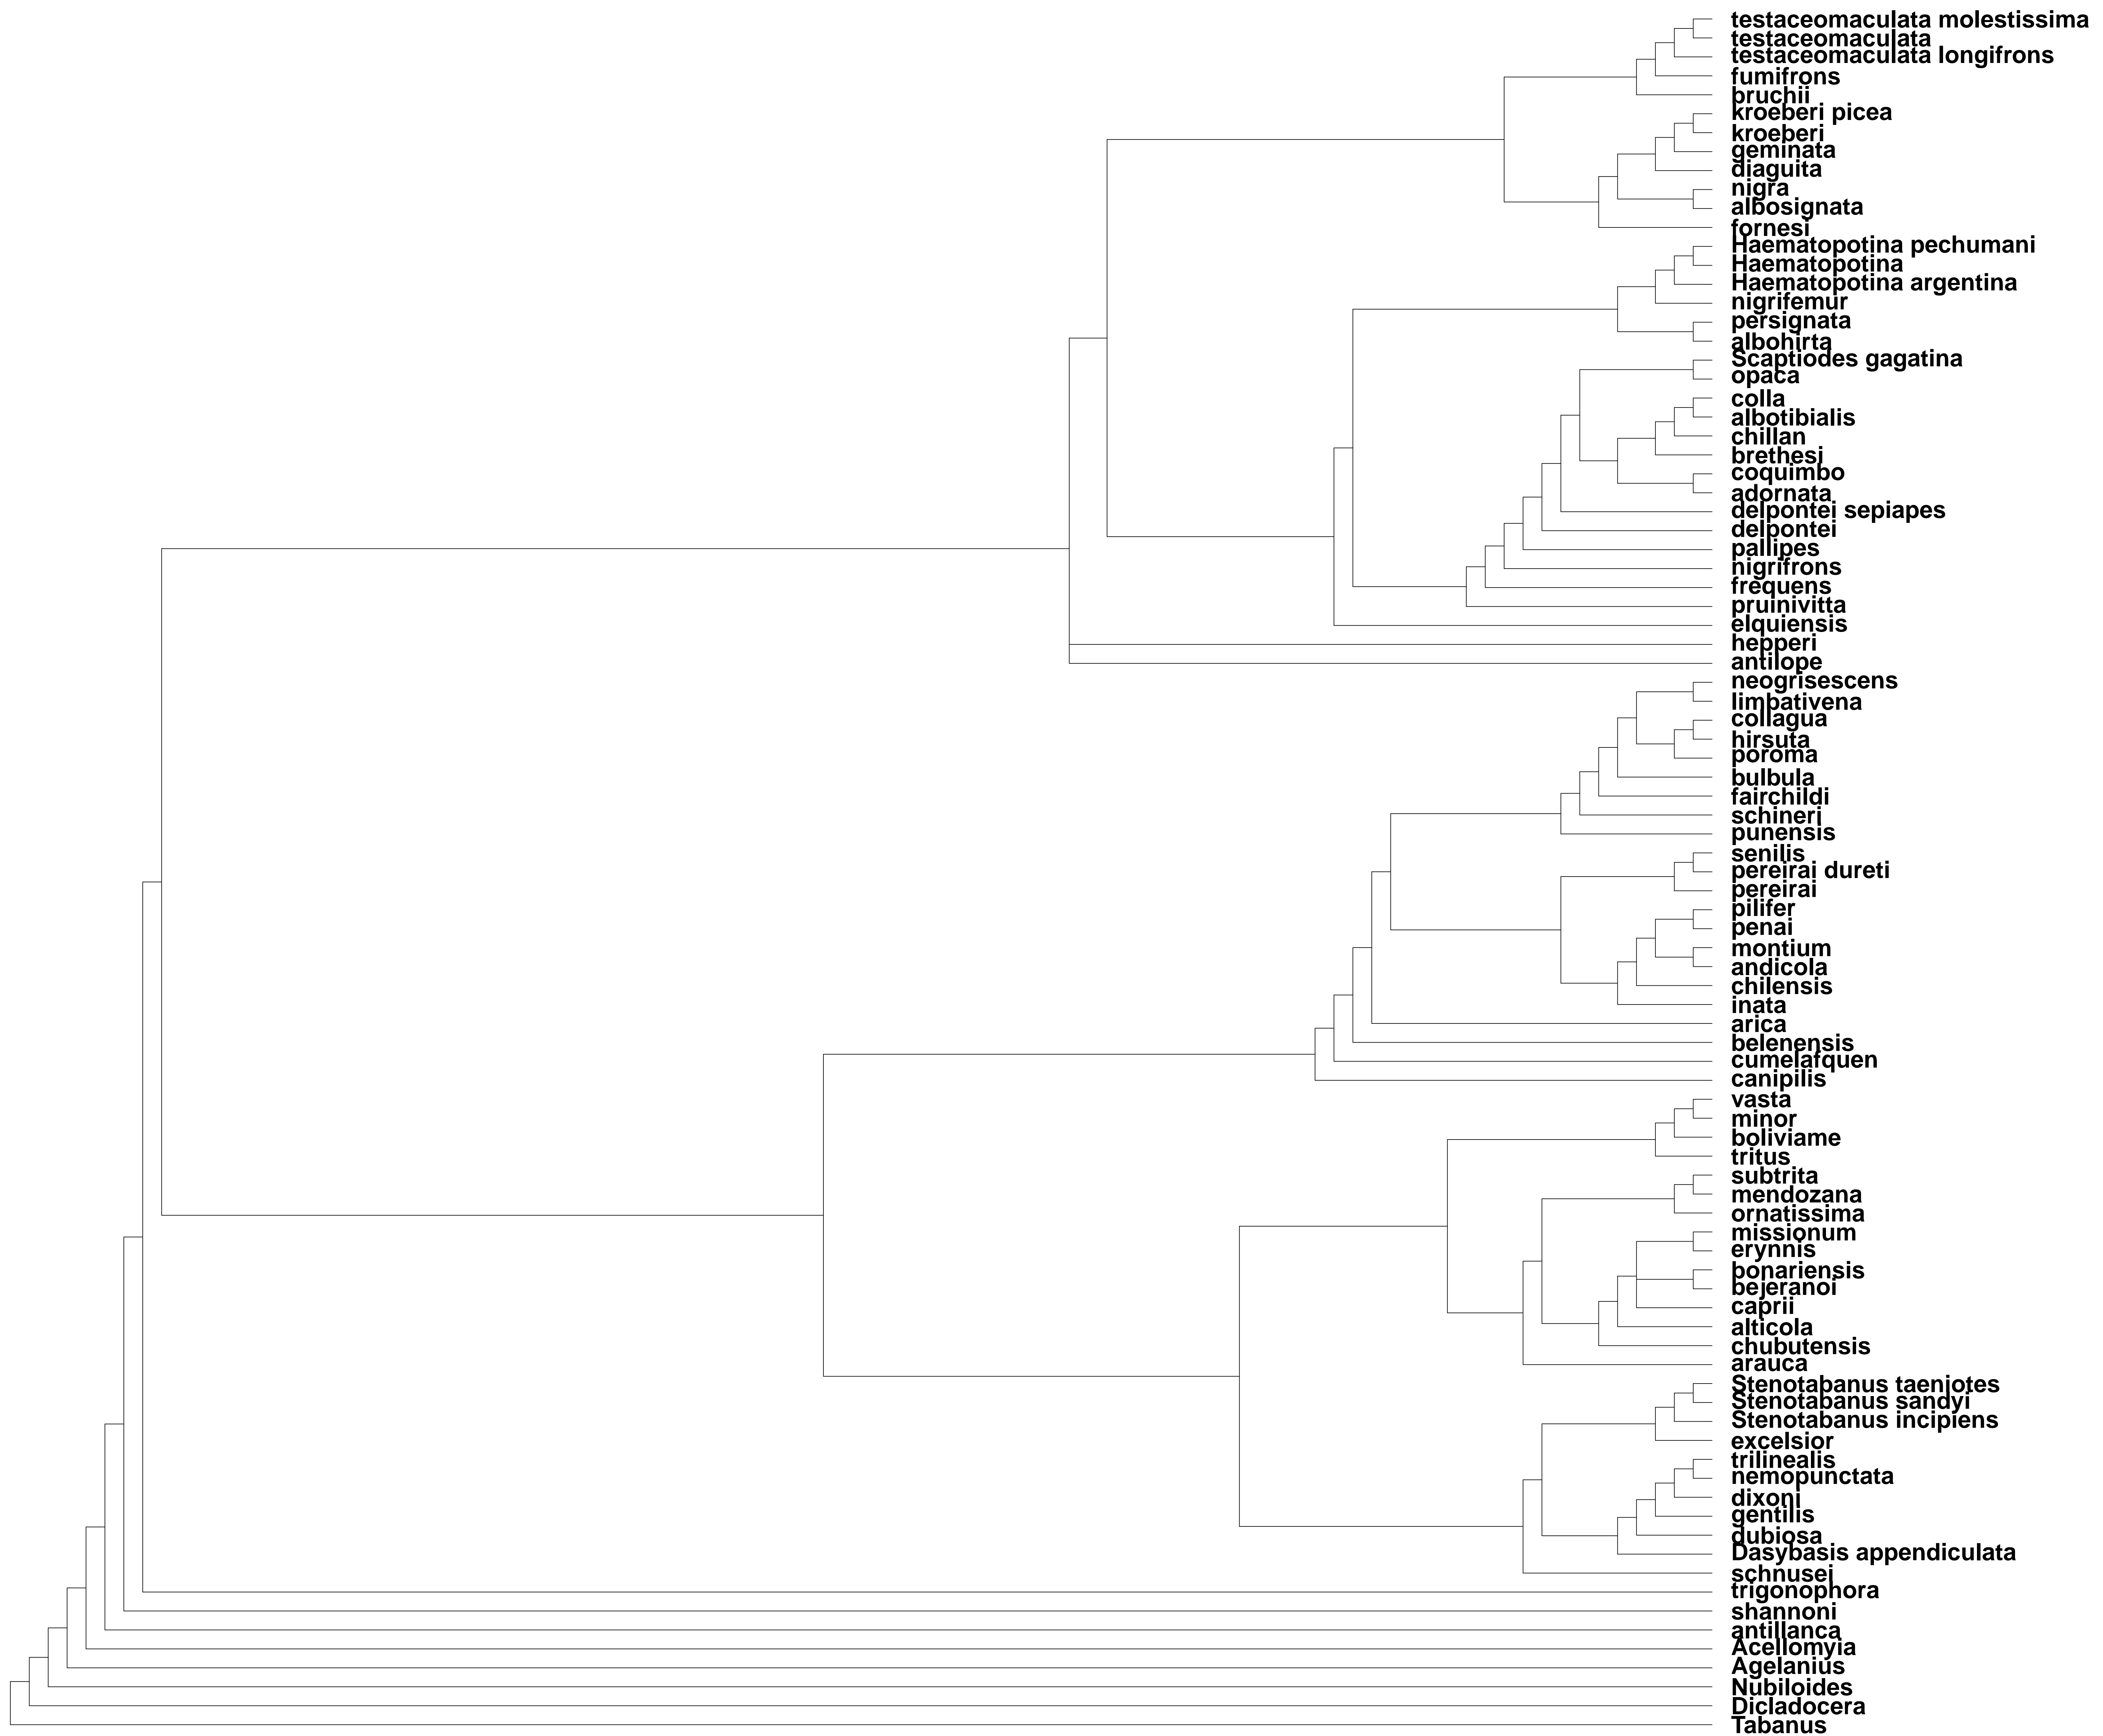 testaceomaculata molestissima
testaceomaculata
testaceomaculata longifrons
fumifrons
bruchii
kroeberi picea
kroeberi
geminata
diaguita
nigra
albosignata
fornesi
Haematopotina pechumani
Haematopotina
Haematopotina argentina
nigrifemur
persignata
albohirta
Scaptiodes gagatina
opaca
colla
albotibialis
chillan
brethesi
coquimbo
adornata
delpontei sepiapes
delpontei
pallipes
nigrifrons
frequens
pruinivitta
elquiensis
hepperi
antilope
neogrisescens
limbativena
collagua
hirsuta
poroma
bulbula
fairchildi
schineri
punensis
senilis
pereirai dureti
pereirai
pilifer
penai
montium
andicola
chilensis
inata
arica
belenensis
cumelafquen
canipilis
vasta
minor
boliviame
tritus
subtrita
mendozana
ornatissima
missionum
erynnis
bonariensis
bejeranoi
caprii
alticola
chubutensis
arauca
Stenotabanus taeniotes
Stenotabanus sandyi
Stenotabanus incipiens
excelsior
trilinealis
nemopunctata
dixoni
gentilis
dubiosa
Dasybasis appendiculata
schnusei
trigonophora
shannoni
antillanca
Acellomyia
Agelanius
Nubiloides
Dicladocera
Tabanus